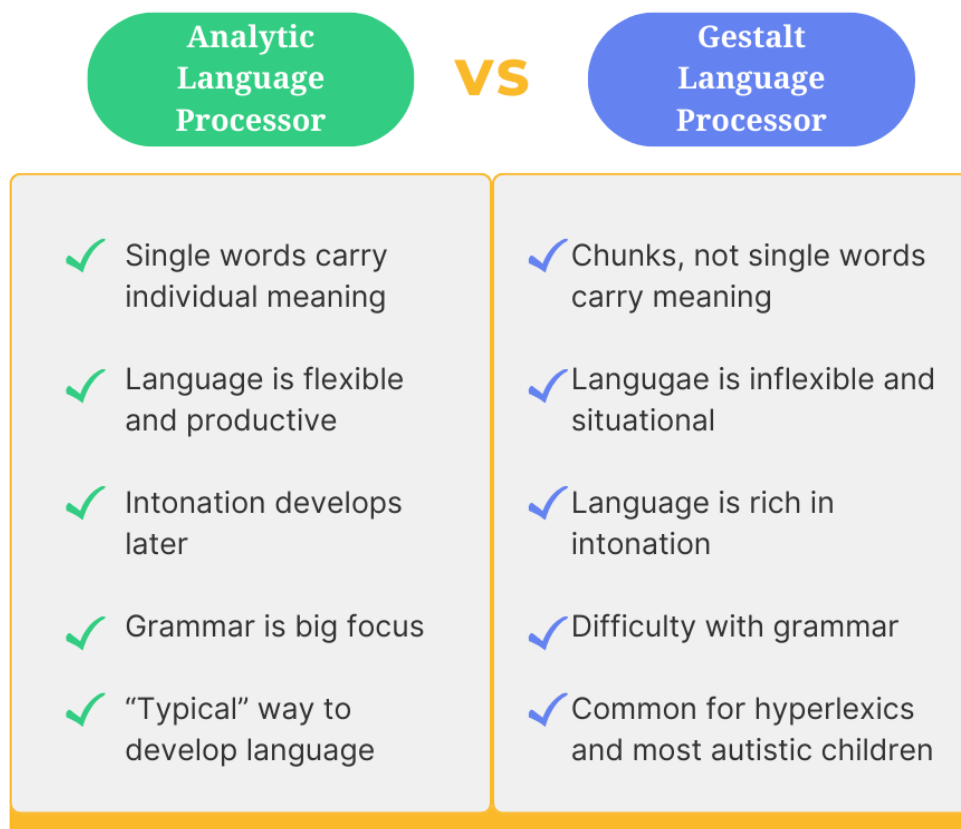 Analytic
Language
Processor
VS
Gestalt
Language
Processor
Single words carry
individual meaning
Language is flexible
and productive
Intonation develops
later
Grammar is big focus
“Typical” way to
develop language
Chunks, not single words
carry meaning
Langugae is inflexible and
situational
Language is rich in
intonation
Difficulty with grammar
Common for hyperlexics
and most autistic children